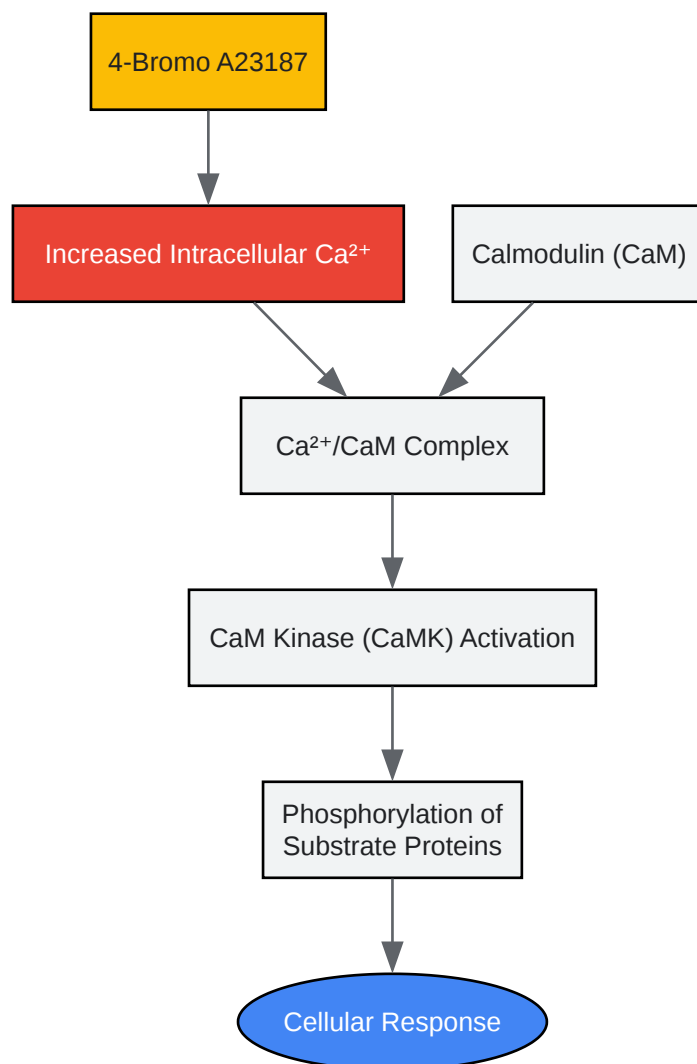 4-Bromo A23187
Increased Intracellular Ca²⁺
Calmodulin (CaM)
Ca²⁺/CaM Complex
CaM Kinase (CaMK) Activation
Phosphorylation of
Substrate Proteins
Cellular Response